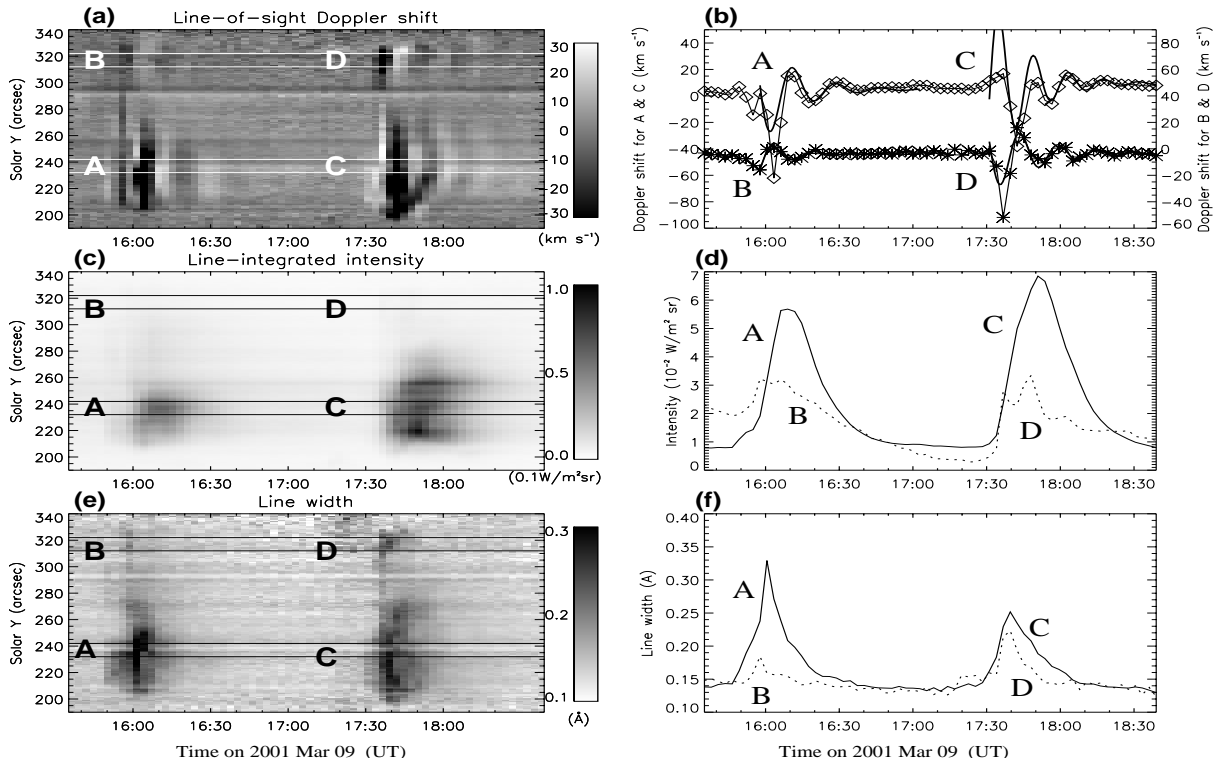 (a) Line-of-sight Doppler shift
Solar Y (arcsec)
340
320
300
280
260
240
220
200
B
D
A
C
16:00 16:30 17:00 17:30 18:00
30
20
10
0
-10
-20
-30
(km s⁻¹)
(b)
Doppler shift for A & C (km s⁻¹)
40
20
0
-20
-40
-60
-80
-100
A
C
B
D
80
60
40
20
0
-20
-40
-60
Doppler shift for B & D (km s⁻¹)
16:00 16:30 17:00 17:30 18:00 18:30
(c) Line-integrated intensity
Solar Y (arcsec)
340
320
300
280
260
240
220
200
B
D
A
C
16:00 16:30 17:00 17:30 18:00
1.0
0.5
0.0
(0.1W/m²sr)
(d)
Intensity (10⁻² W/m² sr)
7
6
5
4
3
2
1
0
A
B
C
D
16:00 16:30 17:00 17:30 18:00 18:30
(e) Line width
Solar Y (arcsec)
340
320
300
280
260
240
220
200
B
D
A
C
16:00 16:30 17:00 17:30 18:00
0.3
0.2
0.1
(Å)
Time on 2001 Mar 09 (UT)
(f)
Line width (A)
0.40
0.35
0.30
0.25
0.20
0.15
0.10
A
B
C
D
16:00 16:30 17:00 17:30 18:00 18:30
Time on 2001 Mar 09 (UT)